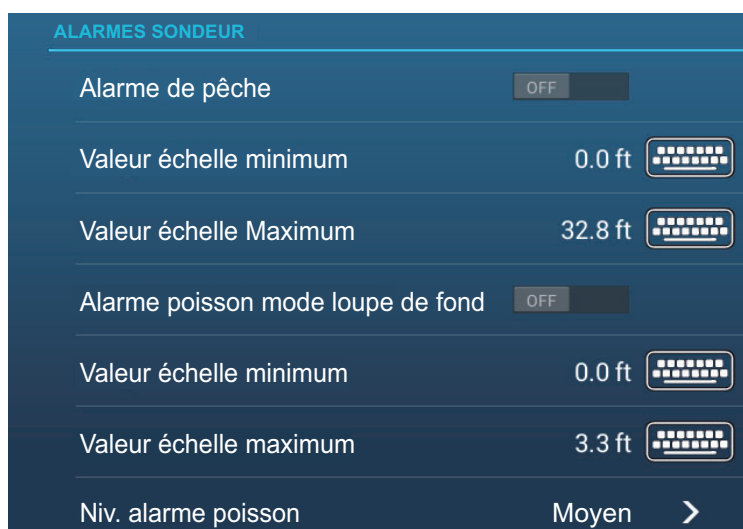 ALARMES SONDEUR
Alarme de pêche OFF
Valeur échelle minimum 0.0 ft
Valeur échelle Maximum 32.8 ft
Alarme poisson mode loupe de fond OFF
Valeur échelle minimum 0.0 ft
Valeur échelle maximum 3.3 ft
Niv. alarme poisson Moyen